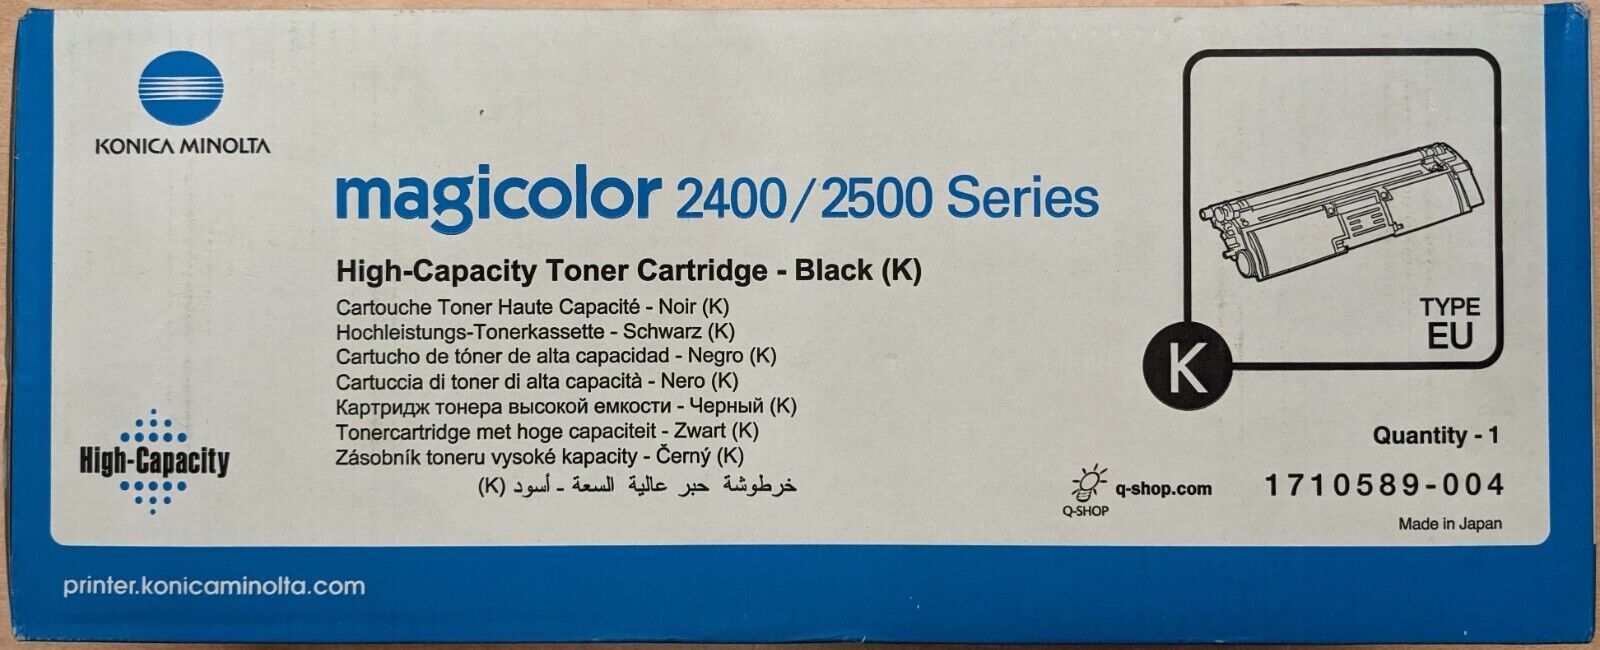 KONICA MINOLTA
magicolor 2400/2500 Series
High-Capacity Toner Cartridge - Black (K)
Cartouche Toner Haute Capacité - Noir (K)
Hochleistungs-Tonerkassette - Schwarz (K)
Cartucho de tóner de alta capacidad - Negro (K)
Cartuccia di toner di alta capacità - Nero (K)
Картридж тонера высокой емкости - Черный (K)
Tonercartridge met hoge capaciteit - Zwart (K)
Zásobník toneru vysoké kapacity - Černý (K)
خرطوشة حبر عالية السعة - أسود (K)
High-Capacity
TYPE
EU
K
Quantity - 1
q-shop.com
Q-SHOP
1710589-004
Made in Japan
printer.konicaminolta.com